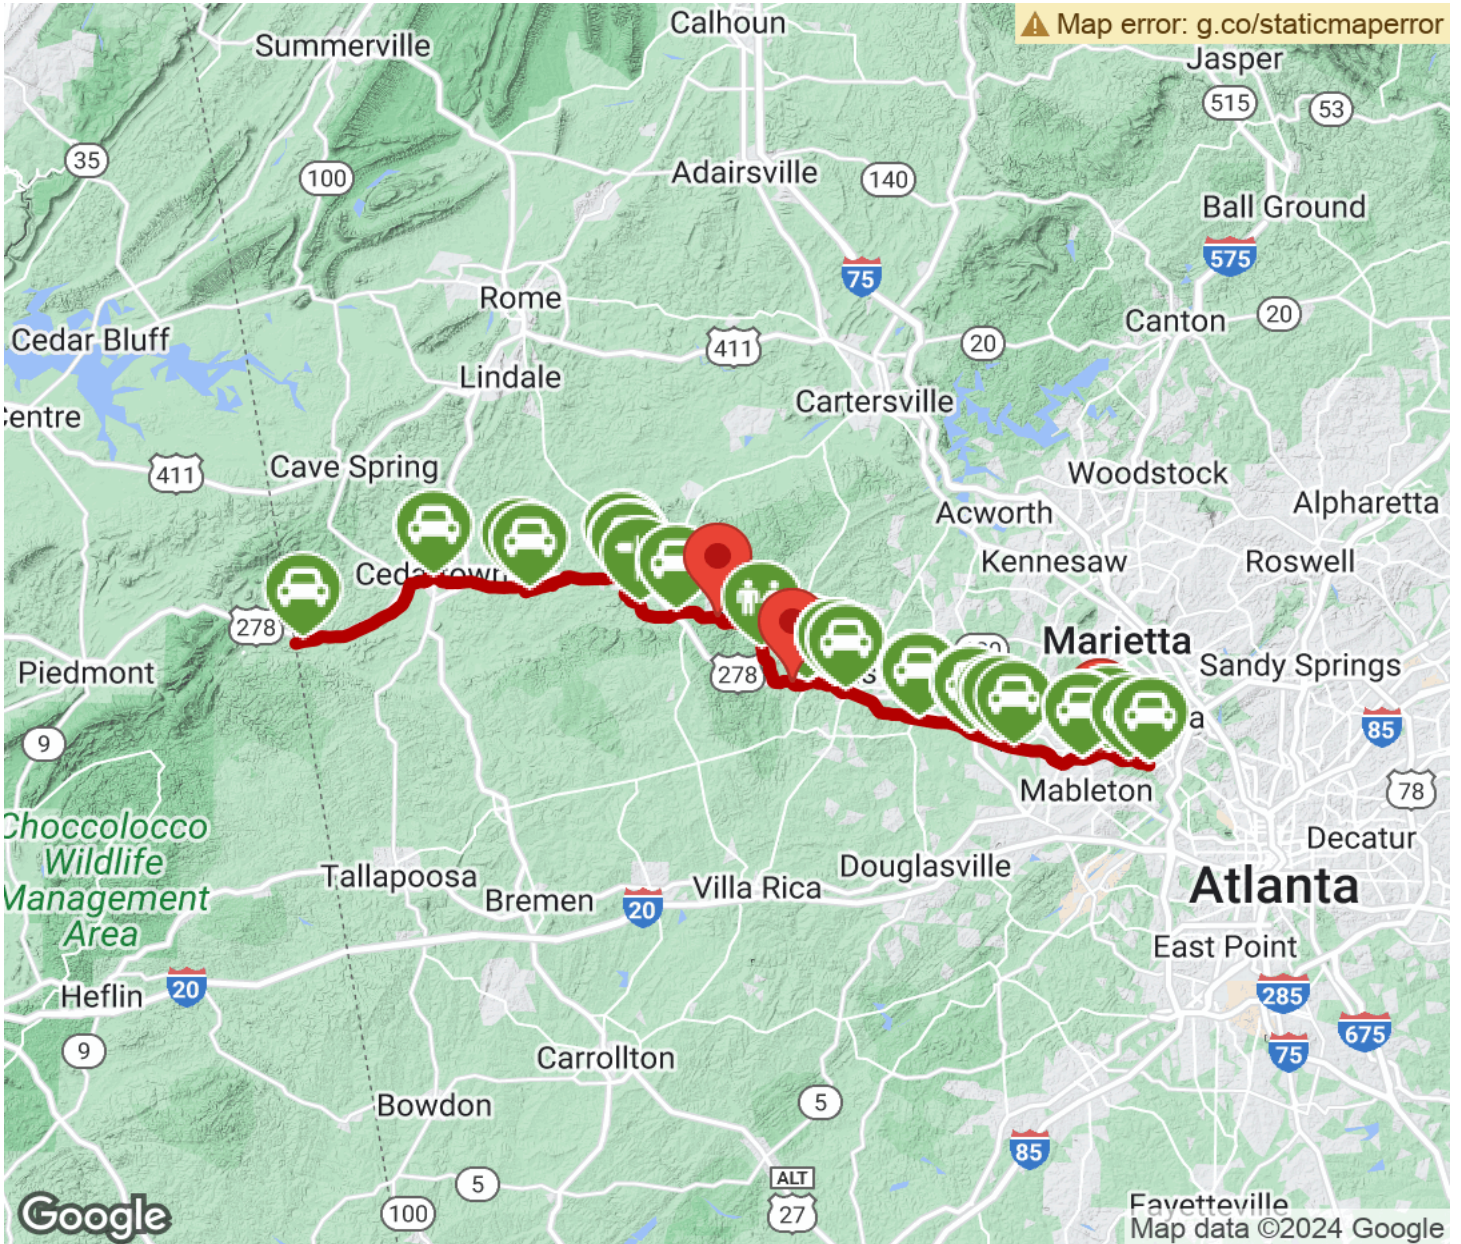 Calhoun
Map error: g.co/staticmaperror
Summerville
Jasper
515
53
35
100
Adairsville
140
Ball Ground
575
75
Rome
Canton
20
Cedar Bluff
411
20
Lindale
Cartersville
Centre
411
Cave Spring
Woodstock
Alpharetta
Acworth
Kennesaw
Roswell
278
Marietta
Piedmont
278
Sandy Springs
9
85
Mableton
78
Choccolocco
Wildlife
Management
Area
Decatur
Tallapoosa
Douglasville
Villa Rica
Bremen
20
Atlanta
East Point
Heflin
20
285
675
9
75
Carrollton
5
Bowdon
85
5
ALT
27
100
Fayetteville
Google
Map data ©2024 Google